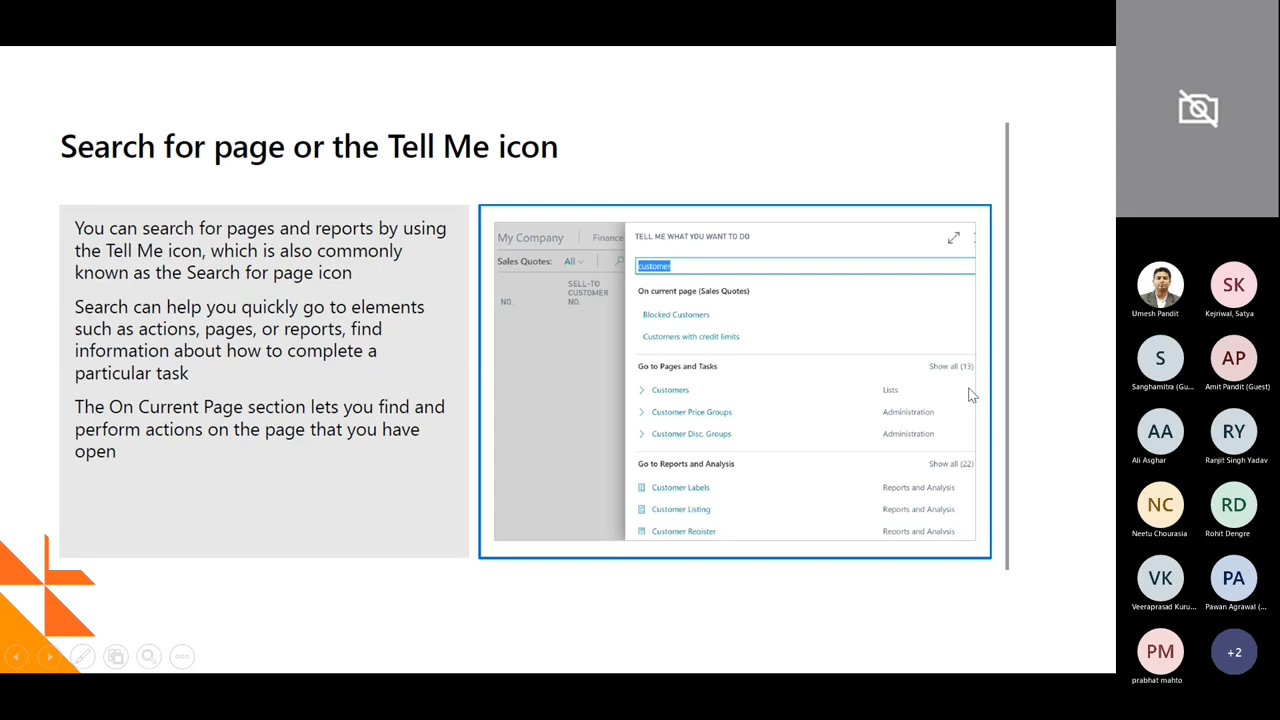 Search for page or the Tell Me icon
You can search for pages and reports by using
the Tell Me icon, which is also commonly
known as the Search for page icon
Search can help you quickly go to elements
such as actions, pages, or reports, find
information about how to complete a
particular task
The On Current Page section lets you find and
perform actions on the page that you have
open
My Company
Finance
Sales Quotes: All
SELL-TO
CUSTOMER
NO. NO.
TELL ME WHAT YOU WANT TO DO
customer
On current page (Sales Quotes)
Blocked Customers
Customers with credit limits
Go to Pages and Tasks Show all (13)
Customers Lists
Customer Price Groups Administration
Customer Disc. Groups Administration
Go to Reports and Analysis Show all (22)
Customer Labels Reports and Analysis
Customer Listing Reports and Analysis
Customer Register Reports and Analysis
Umesh Pandit
SK
Kejriwal, Satya
S
Sanghamitra (Gu...
AP
Amit Pandit (Guest)
AA
Ali Asghar
RY
Ranjit Singh Yadav
NC
Neetu Chourasia
RD
Rohit Dengre
VK
Veeraprasad Kuru...
PA
Pawan Agrawal (...
PM
prabhat mahto
+2